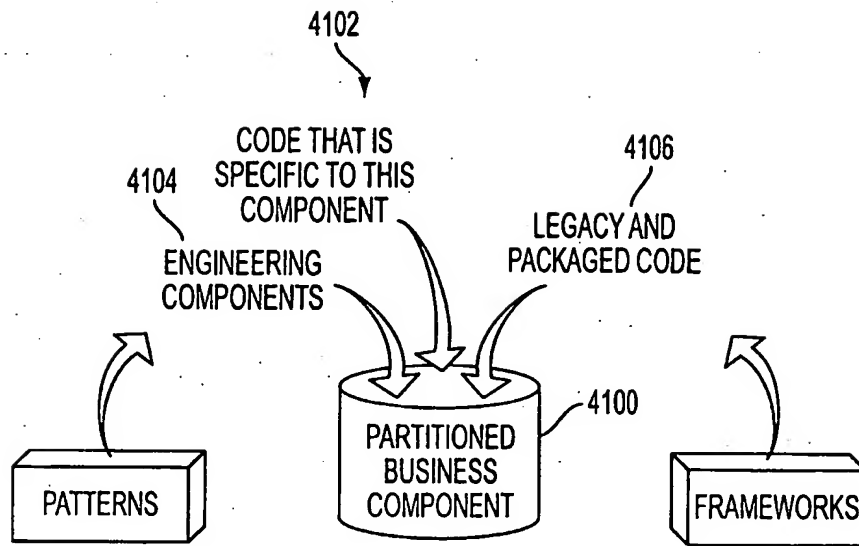 4102
CODE THAT IS
SPECIFIC TO THIS
COMPONENT
4104
ENGINEERING
COMPONENTS
4106
LEGACY AND
PACKAGED CODE
4100
PARTITIONED
BUSINESS
COMPONENT
PATTERNS
FRAMEWORKS